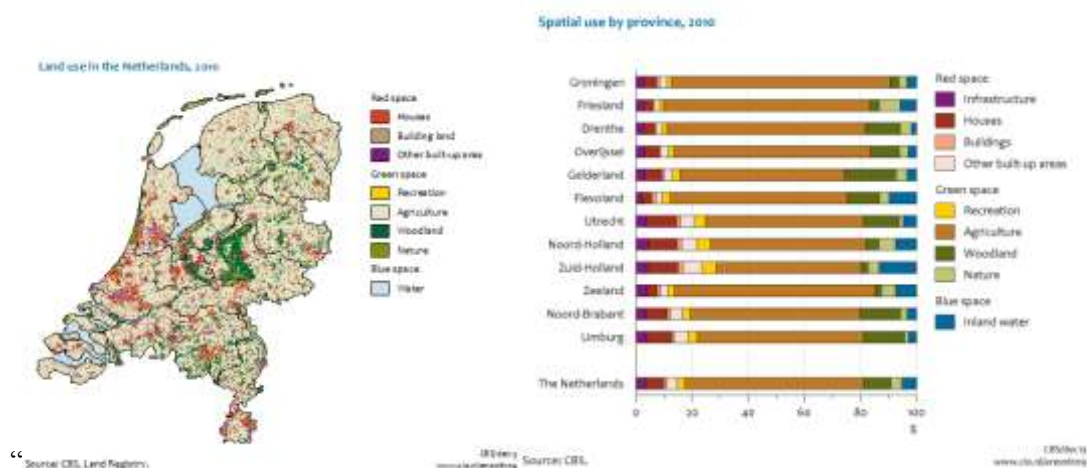 Land use in the Netherlands, 2010
Red space
Houses
Building land
Other built-up area
Green space
Recreation
Agriculture
Woodland
Nature
Blue space
Water
“
Source: CBS, Land Registry.
Spatial use by province, 2010
Groningen
Friesland
Drenthe
Overijssel
Gelderland
Flevoland
Utrecht
Noord-Holland
Zuid-Holland
Zeeland
Noord-Brabant
Limburg
The Netherlands
0 20 40 60 80 100
%
Red space
Infrastructure
Houses
Buildings
Other built-up areas
Green space
Recreation
Agriculture
Woodland
Nature
Blue space
Inland water
Source: CBS.